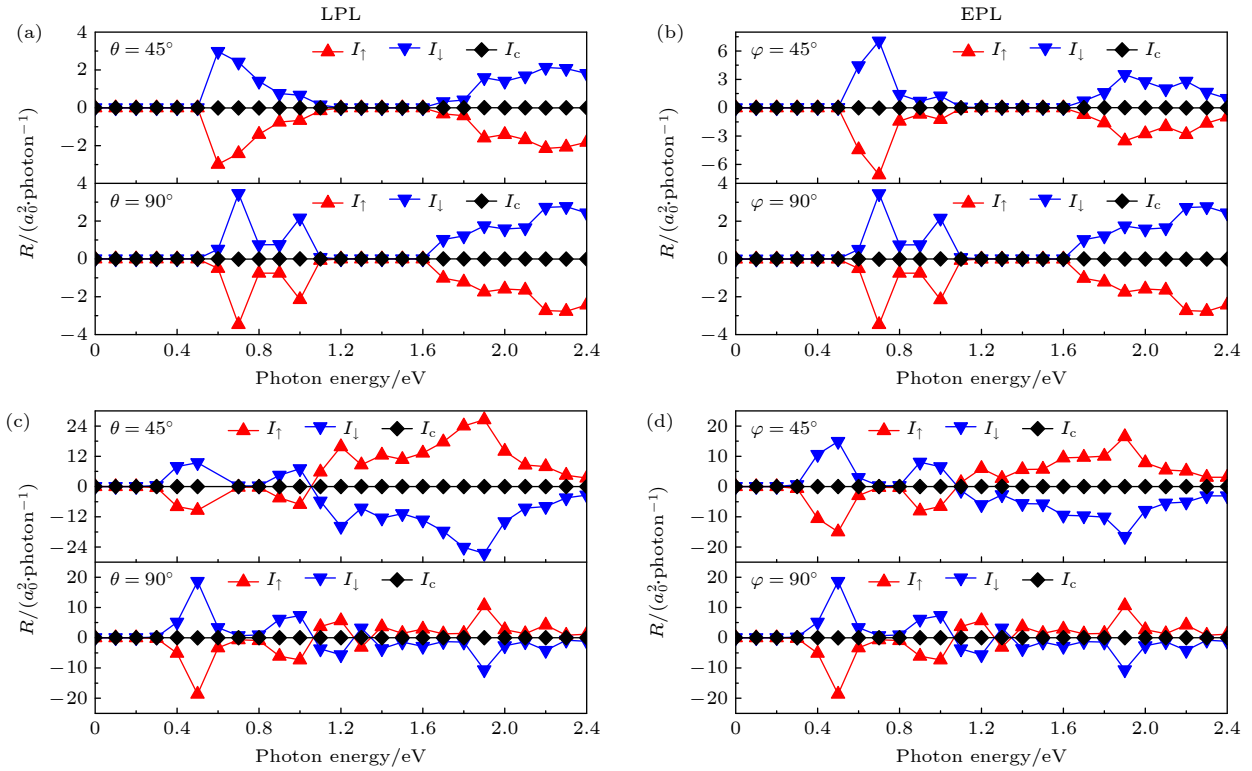 LPL
(a)
θ = 45° I↑ I↓ Ic
4
2
0
−2
4
θ = 90° I↑ I↓ Ic
2
0
−2
−4
R/(a₀²·photon⁻¹)
0 0.4 0.8 1.2 1.6 2.0 2.4
Photon energy/eV
EPL
(b)
φ = 45° I↑ I↓ Ic
6
3
0
−3
−6
φ = 90° I↑ I↓ Ic
4
2
0
−2
−4
R/(a₀²·photon⁻¹)
0 0.4 0.8 1.2 1.6 2.0 2.4
Photon energy/eV
(c)
θ = 45° I↑ I↓ Ic
24
12
0
−12
−24
θ = 90° I↑ I↓ Ic
20
10
0
−10
−20
R/(a₀²·photon⁻¹)
0 0.4 0.8 1.2 1.6 2.0 2.4
Photon energy/eV
(d)
φ = 45° I↑ I↓ Ic
20
10
0
−10
−20
φ = 90° I↑ I↓ Ic
20
10
0
−10
−20
R/(a₀²·photon⁻¹)
0 0.4 0.8 1.2 1.6 2.0 2.4
Photon energy/eV